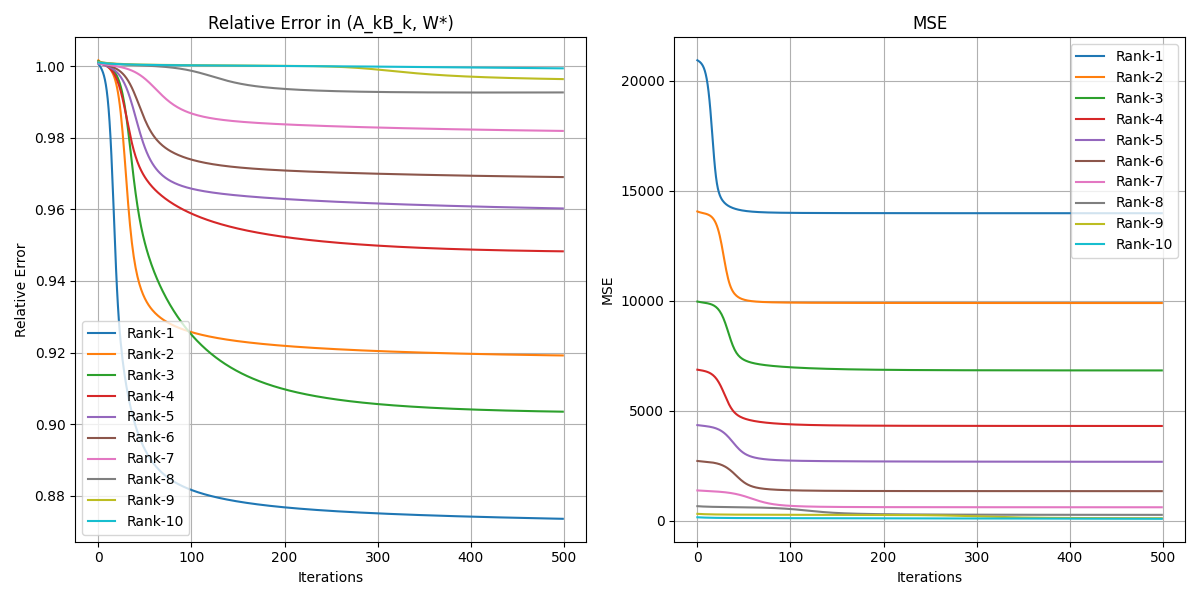 Relative Error in (A_kB_k, W*)
Relative Error
1.00
0.98
0.96
0.94
0.92
0.90
0.88
Rank-1
Rank-2
Rank-3
Rank-4
Rank-5
Rank-6
Rank-7
Rank-8
Rank-9
Rank-10
0 100 200 300 400 500
Iterations
MSE
MSE
20000
15000
10000
5000
0
Rank-1
Rank-2
Rank-3
Rank-4
Rank-5
Rank-6
Rank-7
Rank-8
Rank-9
Rank-10
0 100 200 300 400 500
Iterations